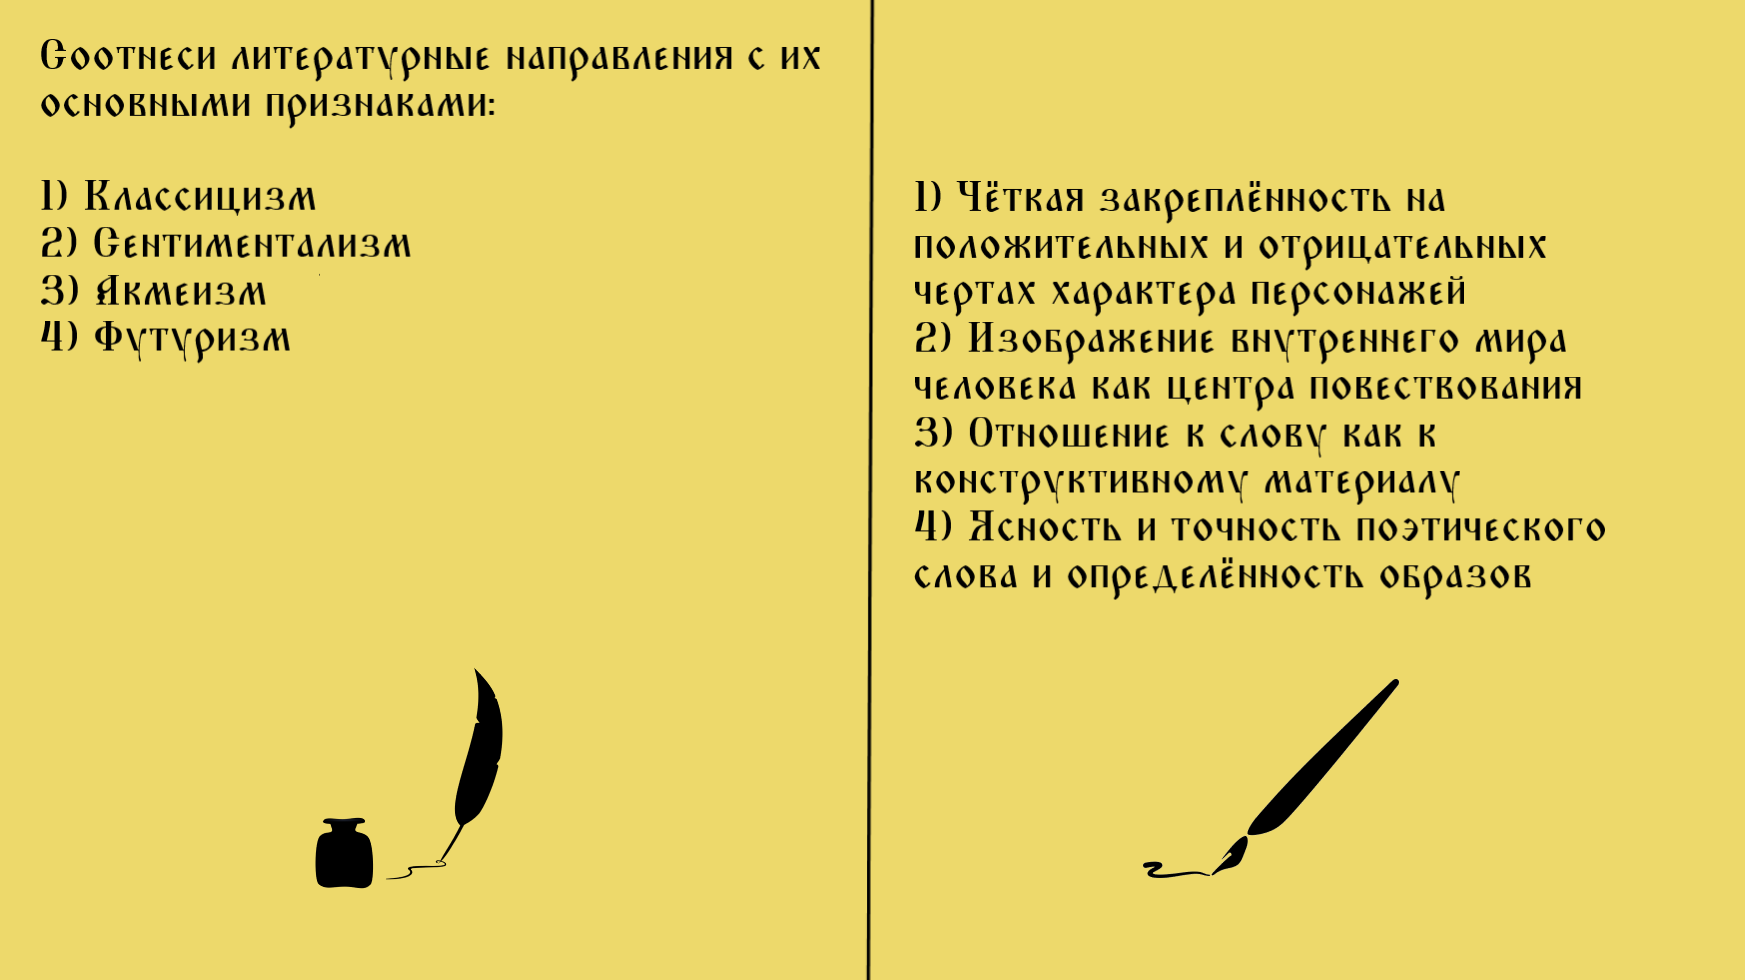 Соотнеси литературные направления с их
основными признаками:
1) Классицизм
2) Сентиментализм
3) Акмеизм
4) Футуризм
1) Чёткая закреплённость на
положительных и отрицательных
чертах характера персонажей
2) Изображение внутреннего мира
человека как центра повествования
3) Отношение к слову как к
конструктивному материалу
4) Ясность и точность поэтического
слова и определённость образов